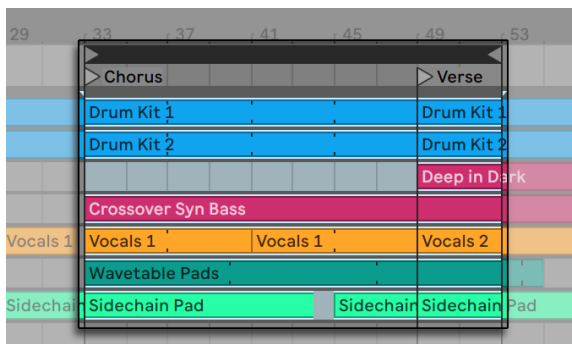 29 33 37 41 45 49 53
Chorus Verse
Drum Kit 1 Drum Kit 1
Drum Kit 2 Drum Kit 2
Deep in Dark
Crossover Syn Bass
Vocals 1 Vocals 1 Vocals 1 Vocals 2
Wavetable Pads
Sidechain Sidechain Pad Sidechain Sidechain Pad